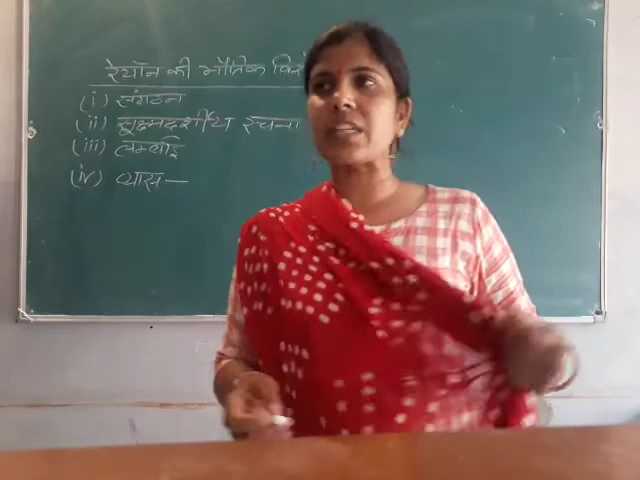 रेयॉन की भौतिक
(i) संगठन
(ii) सूक्ष्मदर्शीय रचना
(iii) लम्बाई
(iv) व्यास —